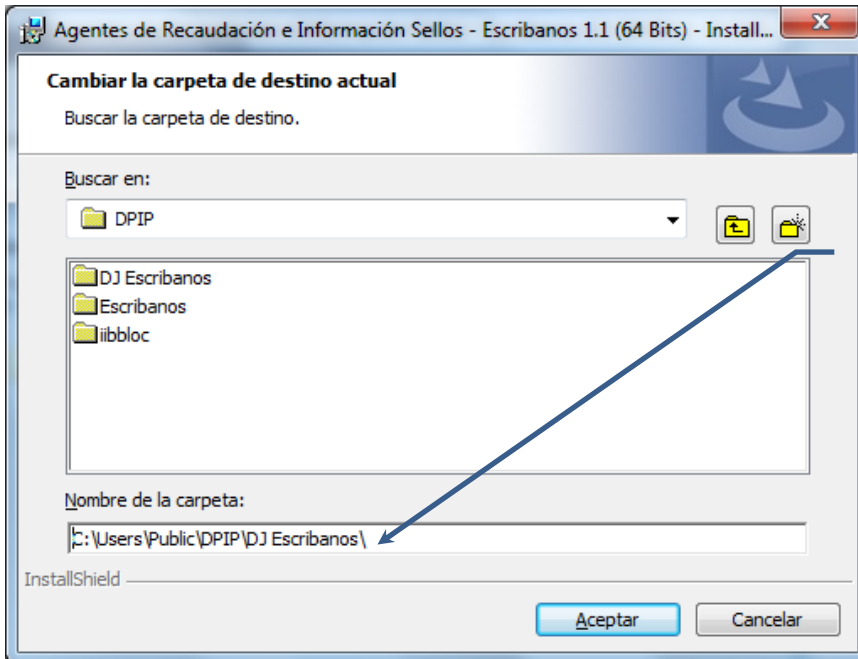 Agentes de Recaudación e Información Sellos - Escribanos 1.1 (64 Bits) - Install...
Cambiar la carpeta de destino actual
Buscar la carpeta de destino.
Buscar en:
DPIP
DJ Escribanos
Escribanos
iibbloc
Nombre de la carpeta:
C:\Users\Public\DPIP\DJ Escribanos\
InstallShield
Aceptar
Cancelar